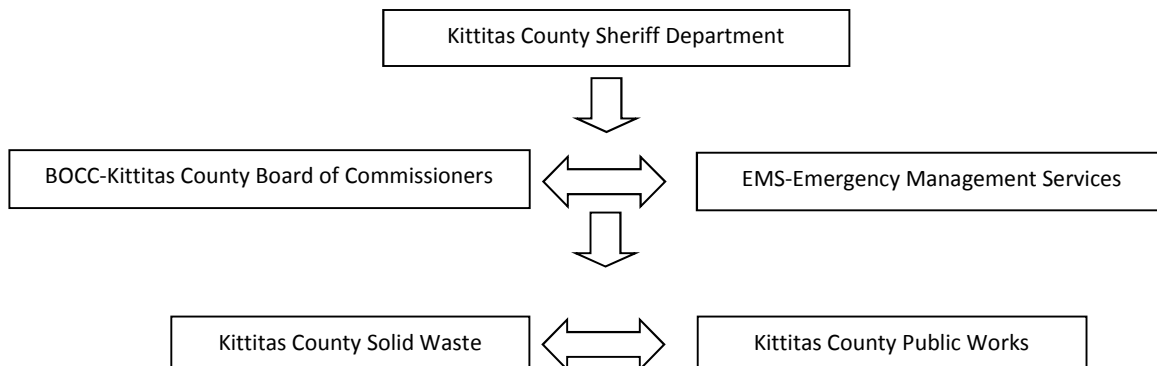 Kittitas County Sheriff Department
BOCC-Kittitas County Board of Commissioners
EMS-Emergency Management Services
Kittitas County Solid Waste
Kittitas County Public Works